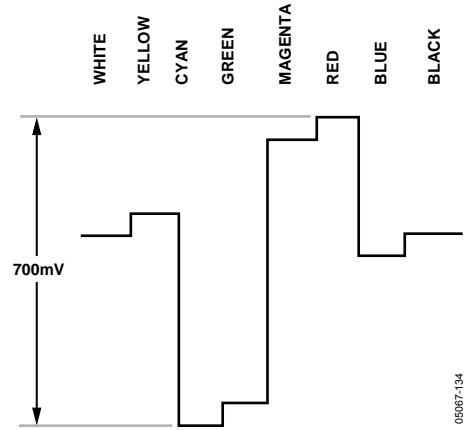 WHITE
YELLOW
CYAN
GREEN
MAGENTA
RED
BLUE
BLACK
700mV
05067-134